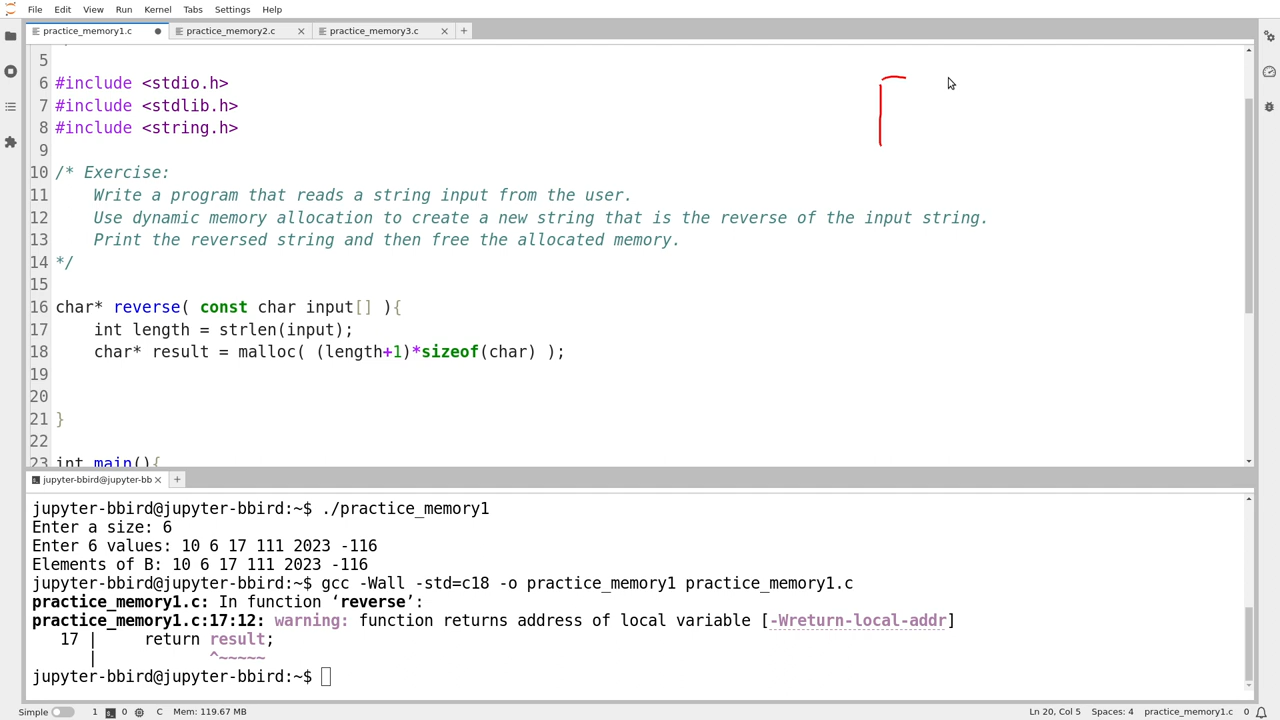 File Edit View Run Kernel Tabs Settings Help
practice_memory1.c practice_memory2.c practice_memory3.c
5
6 #include <stdio.h>
7 #include <stdlib.h>
8 #include <string.h>
9
10 /* Exercise:
11 Write a program that reads a string input from the user.
12 Use dynamic memory allocation to create a new string that is the reverse of the input string.
13 Print the reversed string and then free the allocated memory.
14 */
15
16 char* reverse( const char input[] ){
17 int length = strlen(input);
18 char* result = malloc( (length+1)*sizeof(char) );
19
20
21 }
22
23 int main(){
jupyter-bbird@jupyter-bb
jupyter-bbird@jupyter-bbird:~$ ./practice_memory1
Enter a size: 6
Enter 6 values: 10 6 17 111 2023 -116
Elements of B: 10 6 17 111 2023 -116
jupyter-bbird@jupyter-bbird:~$ gcc -Wall -std=c18 -o practice_memory1 practice_memory1.c
practice_memory1.c: In function ‘reverse’:
practice_memory1.c:17:12: warning: function returns address of local variable [-Wreturn-local-addr]
17 | return result;
| ^~~~~~
jupyter-bbird@jupyter-bbird:~$
Simple 1 0 C Mem: 119.67 MB Ln 20, Col 5 Spaces: 4 practice_memory1.c 0